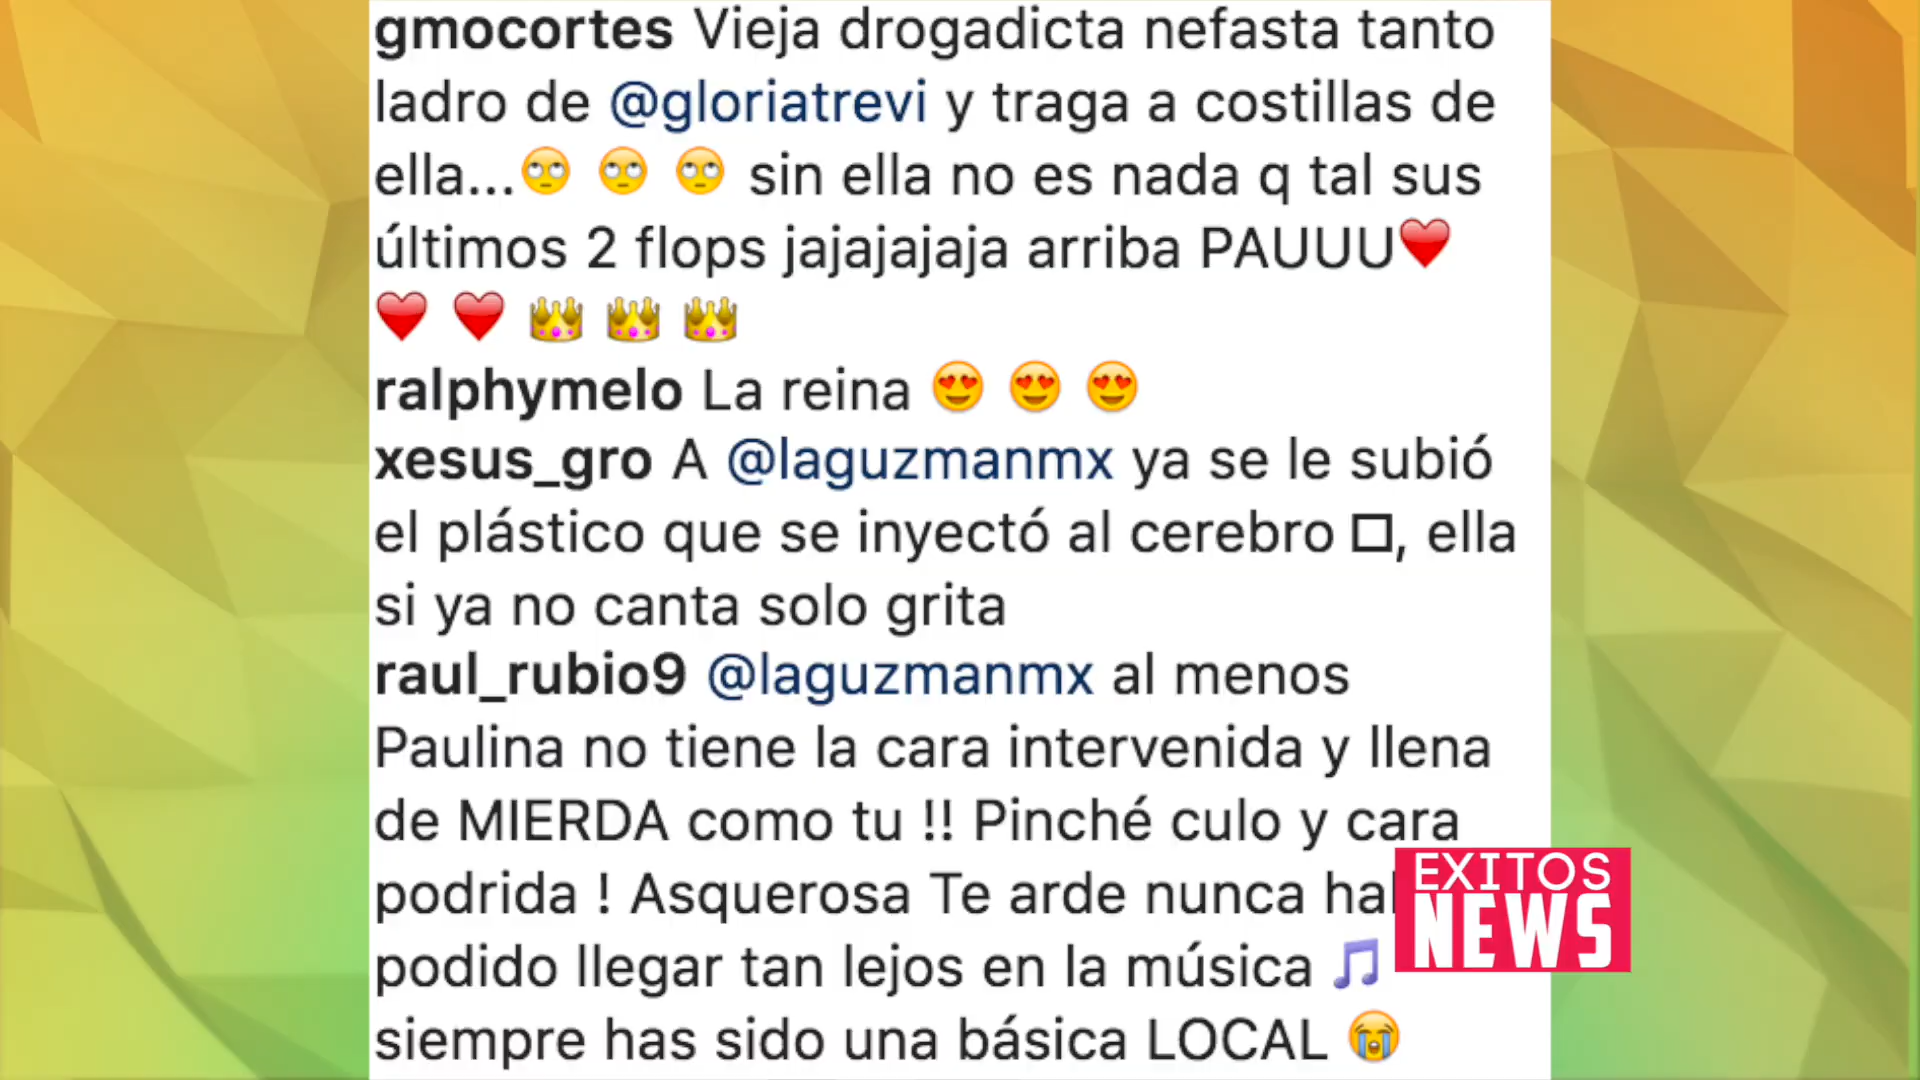 gmocortes Vieja drogadicta nefasta tanto
ladro de @gloriatrevi y traga a costillas de
ella...🙄 🙄 🙄 sin ella no es nada q tal sus
últimos 2 flops jajajajaja arriba PAUUU❤️
❤️ ❤️ 👑 👑 👑
ralphymelo La reina 😍 😍 😍
xesus_gro A @laguzmanmx ya se le subió
el plástico que se inyectó al cerebro □, ella
si ya no canta solo grita
raul_rubio9 @laguzmanmx al menos
Paulina no tiene la cara intervenida y llena
de MIERDA como tu !! Pinché culo y cara
podrida ! Asquerosa Te arde nunca
podido llegar tan lejos en la música 🎵
siempre has sido una básica LOCAL 😭
EXITOS
NEWS